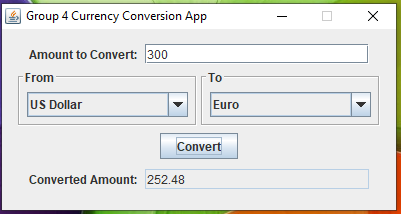 Group 4 Currency Conversion App
Amount to Convert: 300
From To
US Dollar Euro
Convert
Converted Amount: 252.48